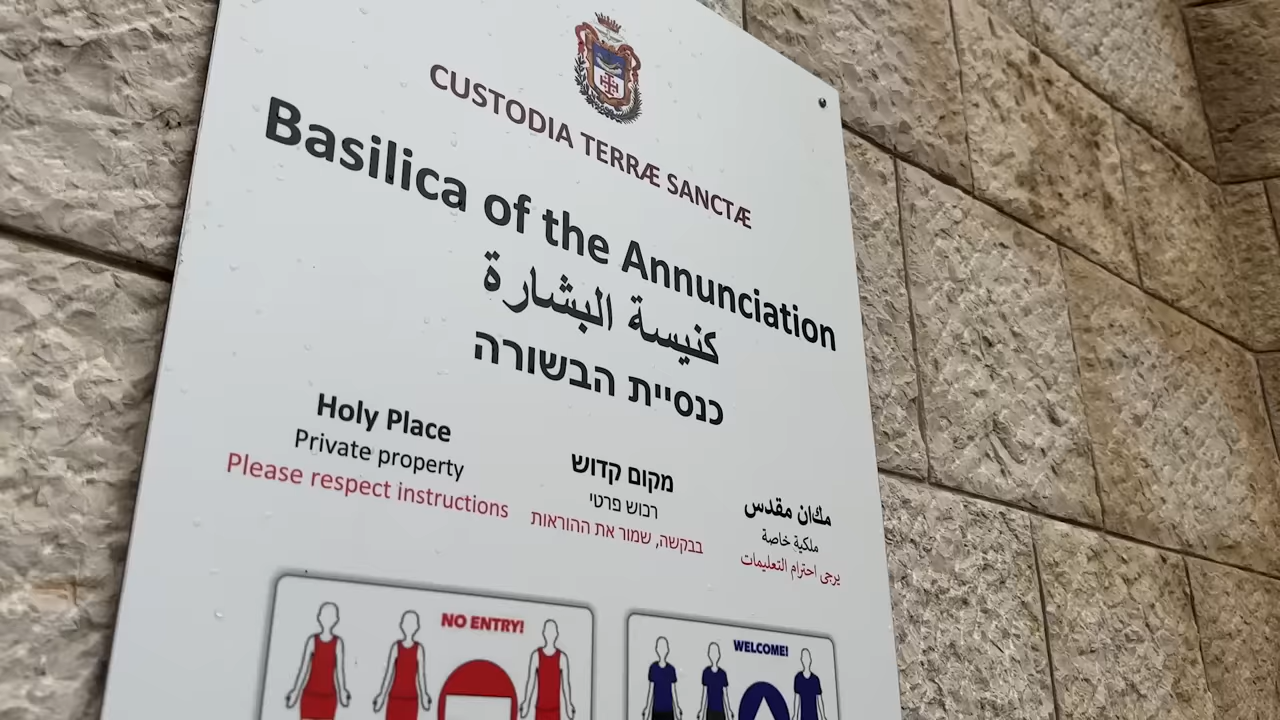 CUSTODIA TERRÆ SANCTÆ
Basilica of the Annunciation
كنيسة البشارة
כנסיית הבשורה
Holy Place
Private property
Please respect instructions
מקום קדוש
רכוש פרטי
בבקשה, שמור את ההוראות
مكان مقدس
ملكية خاصة
يرجى احترام التعليمات
NO ENTRY!
WELCOME!